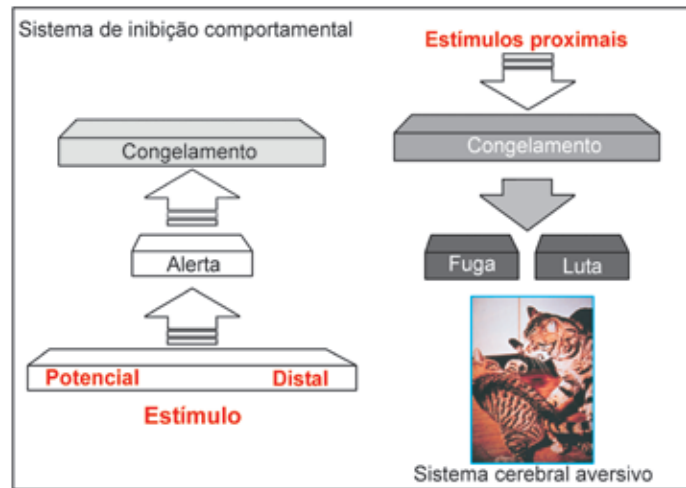 Sistema de inibição comportamental
Congelamento
Alerta
Potencial Distal
Estímulo
Estímulos proximais
Congelamento
Fuga Luta
Sistema cerebral aversivo